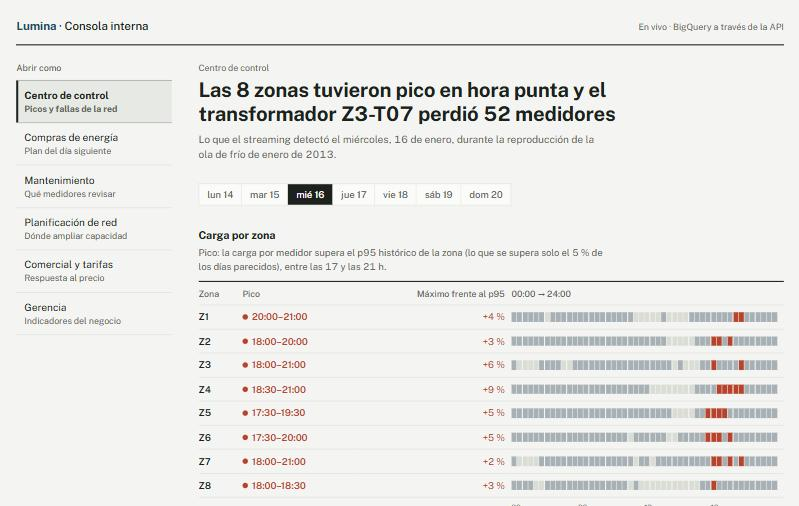 Lumina · Consola interna
En vivo · BigQuery a través de la API
Abrir como
Centro de control
Picos y fallas de la red
Compras de energía
Plan del día siguiente
Mantenimiento
Qué medidores revisar
Planificación de red
Dónde ampliar capacidad
Comercial y tarifas
Respuesta al precio
Gerencia
Indicadores del negocio
Centro de control
Las 8 zonas tuvieron pico en hora punta y el
transformador Z3-T07 perdió 52 medidores
Lo que el streaming detectó el miércoles, 16 de enero, durante la reproducción de la
ola de frío de enero de 2013.
lun 14 mar 15 mié 16 jue 17 vie 18 sáb 19 dom 20
Carga por zona
Pico: la carga por medidor supera el p95 histórico de la zona (lo que se supera solo el 5 % de
los días parecidos), entre las 17 y las 21 h.
Zona Pico Máximo frente al p95 00:00 → 24:00
Z1 20:00–21:00 +4 %
Z2 18:00–20:00 +3 %
Z3 18:00–21:00 +6 %
Z4 18:30–21:00 +9 %
Z5 17:30–19:30 +5 %
Z6 17:30–20:00 +5 %
Z7 18:00–21:00 +2 %
Z8 18:00–18:30 +3 %